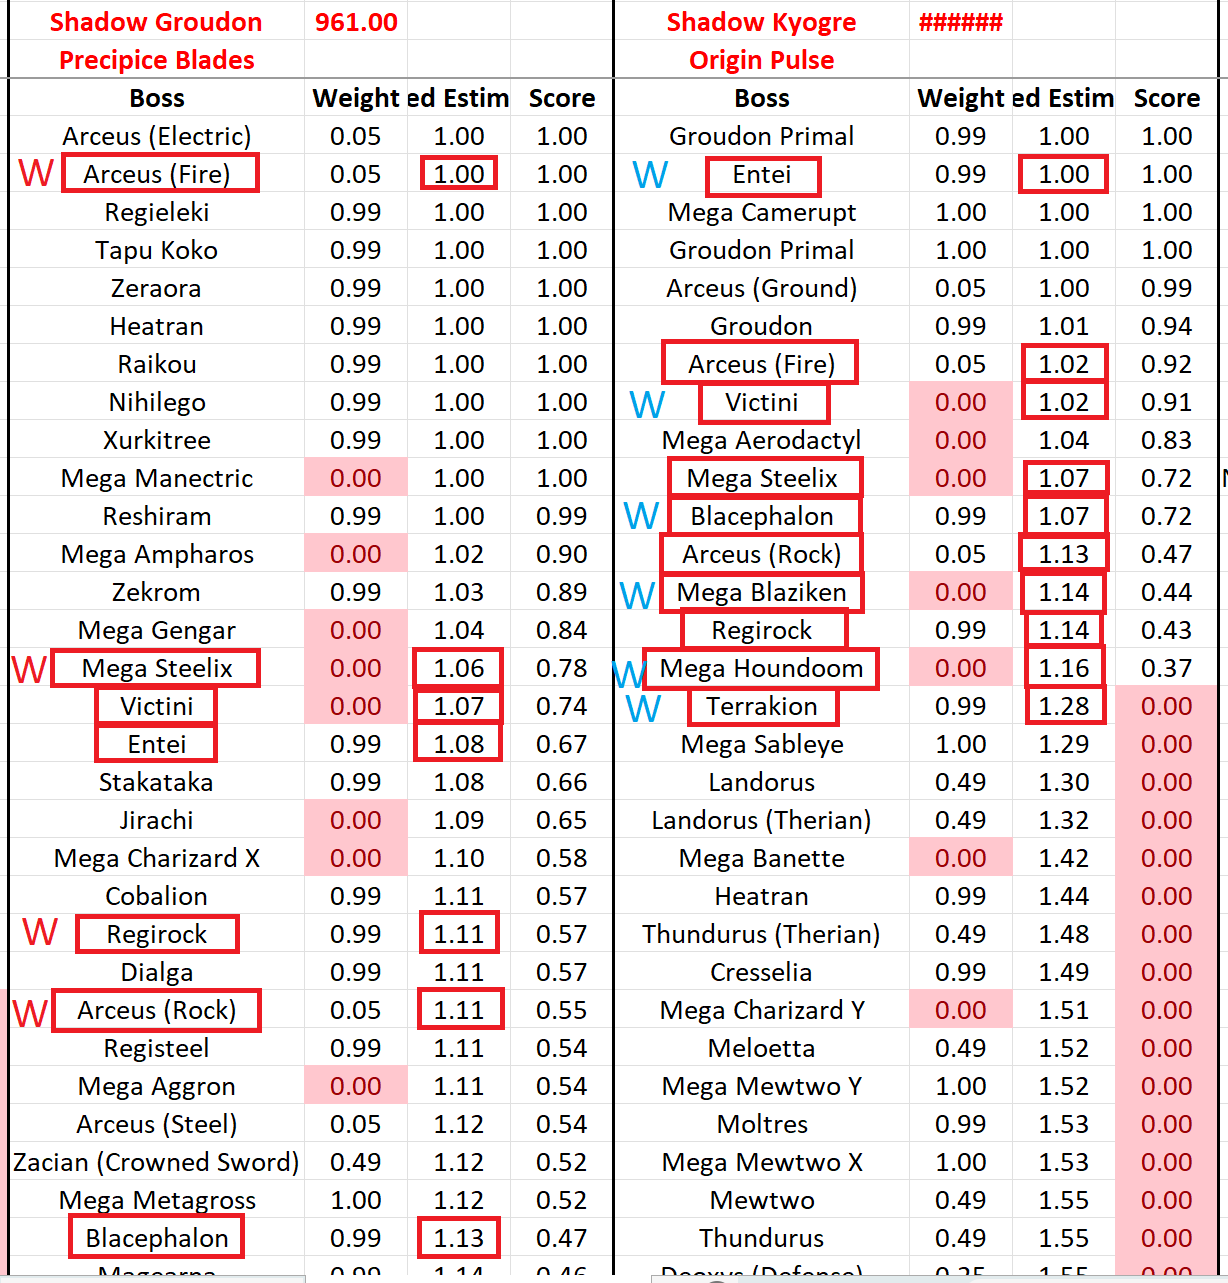 Shadow Groudon 961.00 Shadow Kyogre ######
Precipice Blades Origin Pulse
Boss Weight ed Estim Score Boss Weight ed Estim Score
Arceus (Electric) 0.05 1.00 1.00 Groudon Primal 0.99 1.00 1.00
W Arceus (Fire) 0.05 1.00 1.00 W Entei 0.99 1.00 1.00
Regieleki 0.99 1.00 1.00 Mega Camerupt 1.00 1.00 1.00
Tapu Koko 0.99 1.00 1.00 Groudon Primal 1.00 1.00 1.00
Zeraora 0.99 1.00 1.00 Arceus (Ground) 0.05 1.00 0.99
Heatran 0.99 1.00 1.00 Groudon 0.99 1.01 0.94
Raikou 0.99 1.00 1.00 Arceus (Fire) 0.05 1.02 0.92
Nihilego 0.99 1.00 1.00 W Victini 0.00 1.02 0.91
Xurkitree 0.99 1.00 1.00 Mega Aerodactyl 0.00 1.04 0.83
Mega Manectric 0.00 1.00 1.00 Mega Steelix 0.00 1.07 0.72
Reshiram 0.99 1.00 0.99 W Blacephalon 0.99 1.07 0.72
Mega Ampharos 0.00 1.02 0.90 Arceus (Rock) 0.05 1.13 0.47
Zekrom 0.99 1.03 0.89 W Mega Blaziken 0.00 1.14 0.44
Mega Gengar 0.00 1.04 0.84 Regirock 0.99 1.14 0.43
W Mega Steelix 0.00 1.06 0.78 W Mega Houndoom 0.00 1.16 0.37
Victini 0.00 1.07 0.74 W Terrakion 0.99 1.28 0.00
Entei 0.99 1.08 0.67 Mega Sableye 1.00 1.29 0.00
Stakataka 0.99 1.08 0.66 Landorus 0.49 1.30 0.00
Jirachi 0.00 1.09 0.65 Landorus (Therian) 0.49 1.32 0.00
Mega Charizard X 0.00 1.10 0.58 Mega Banette 0.00 1.42 0.00
Cobalion 0.99 1.11 0.57 Heatran 0.99 1.44 0.00
W Regirock 0.99 1.11 0.57 Thundurus (Therian) 0.49 1.48 0.00
Dialga 0.99 1.11 0.57 Cresselia 0.99 1.49 0.00
W Arceus (Rock) 0.05 1.11 0.55 Mega Charizard Y 0.00 1.51 0.00
Registeel 0.99 1.11 0.54 Meloetta 0.49 1.52 0.00
Mega Aggron 0.00 1.11 0.54 Mega Mewtwo Y 1.00 1.52 0.00
Arceus (Steel) 0.05 1.12 0.54 Moltres 0.99 1.53 0.00
Zacian (Crowned Sword) 0.49 1.12 0.52 Mega Mewtwo X 1.00 1.53 0.00
Mega Metagross 1.00 1.12 0.52 Mewtwo 0.49 1.55 0.00
Blacephalon 0.99 1.13 0.47 Thundurus 0.49 1.55 0.00
Magearna 0.99 1.14 0.46 Deoxys (Defense) 1.55 0.00